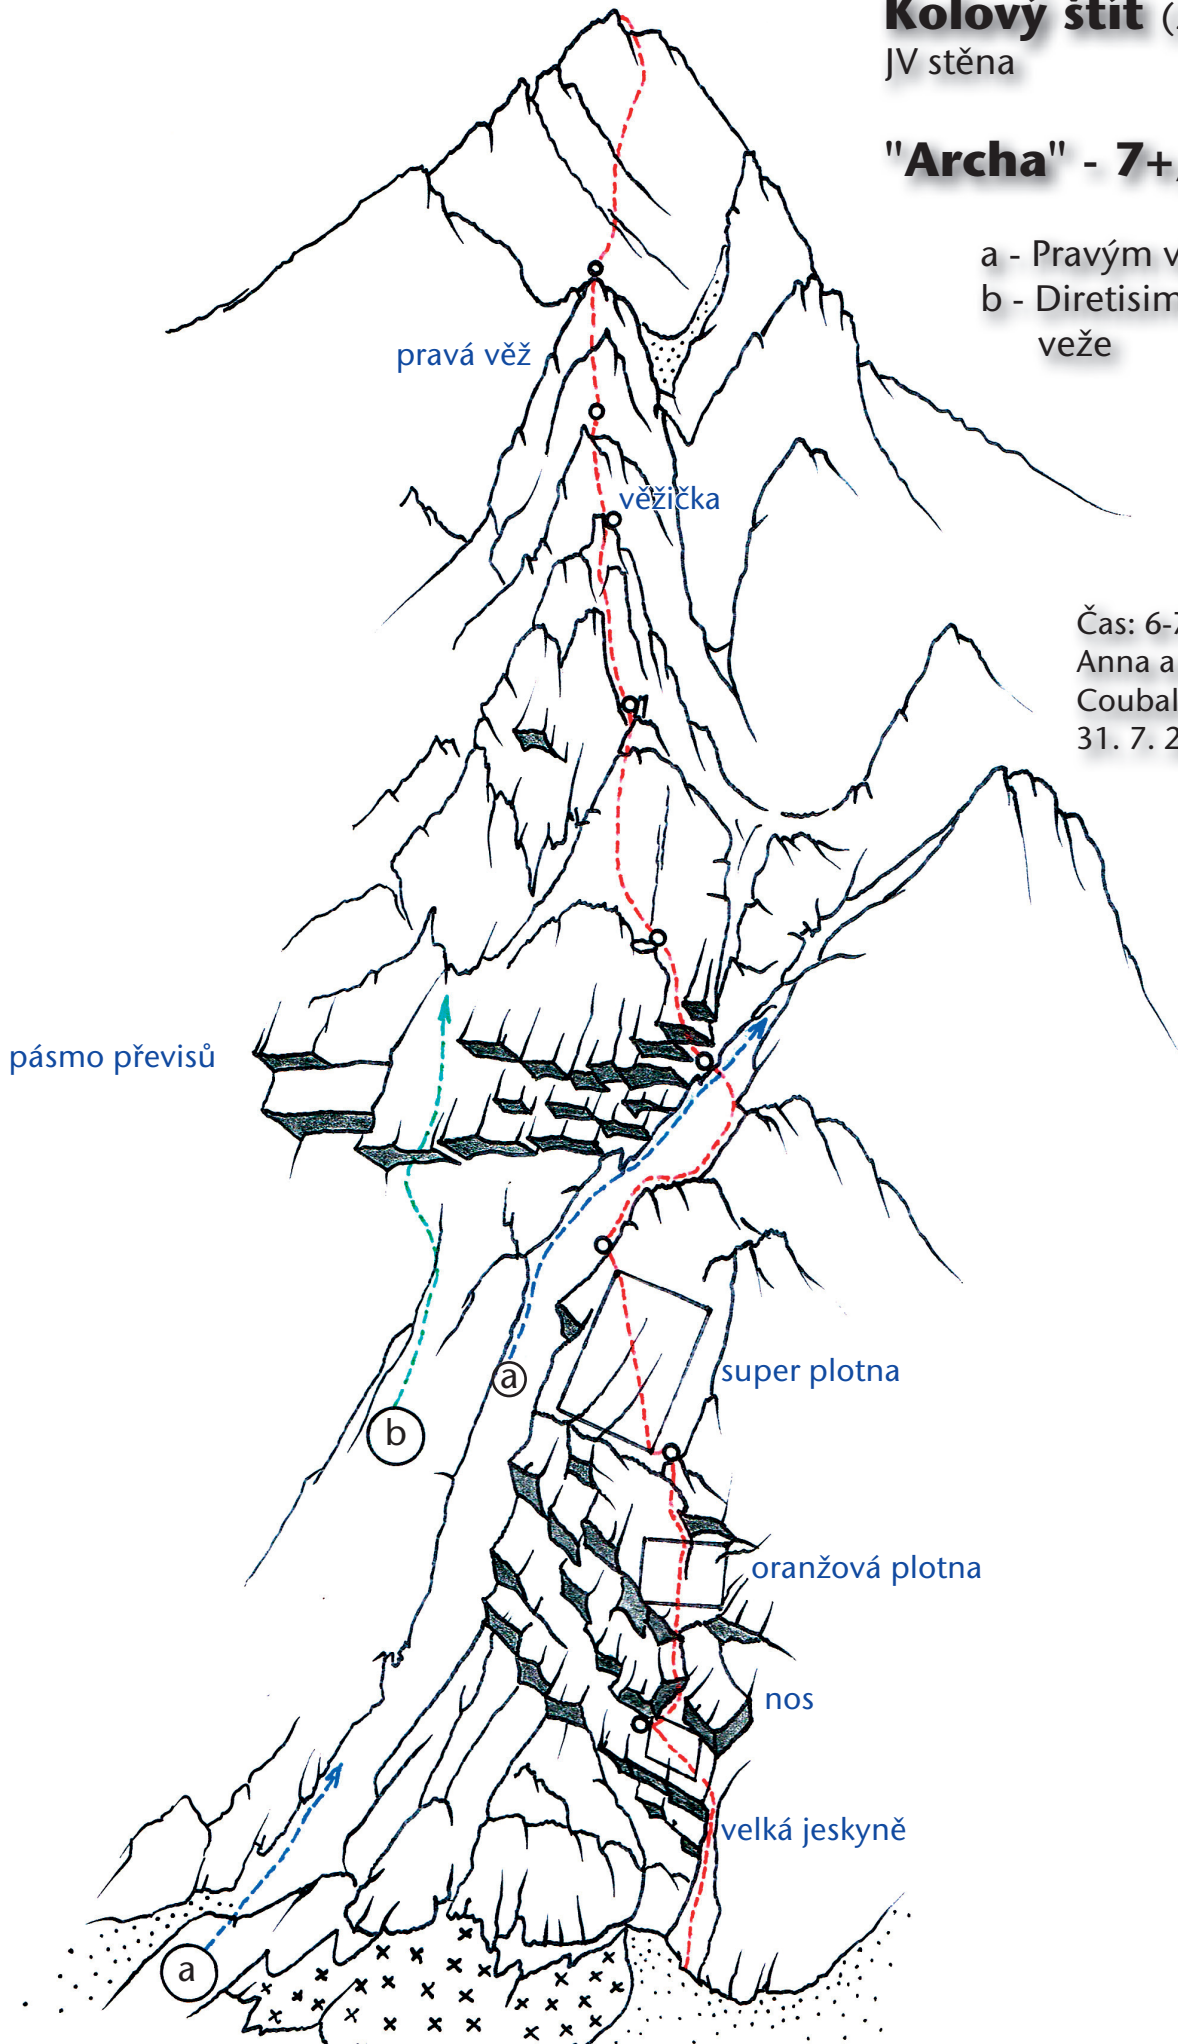 Kolový štít (
JV stěna
"Archa" - 7+,
a - Pravým v
b - Diretisim
veže
pravá věž
věžička
Čas: 6-7
Anna a
Coubal
31. 7. 2
pásmo převisů
a
super plotna
b
oranžová plotna
nos
velká jeskyně
a